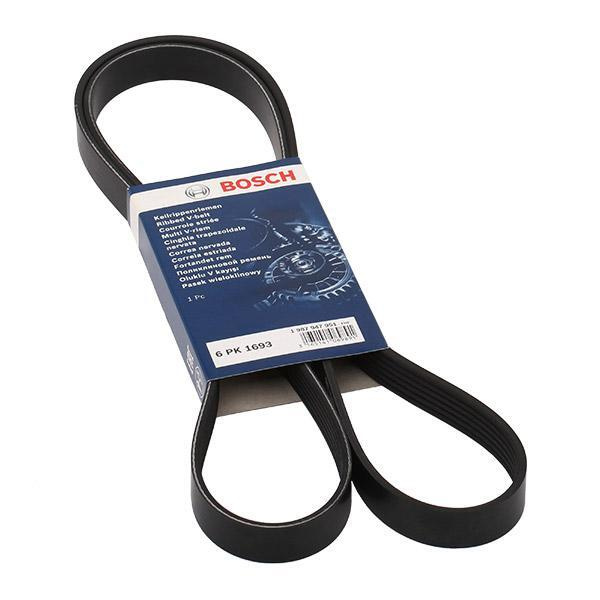 BOSCH
Keilrippenriemen
Ribbed V-belt
Courroie striée
Multi V-riem
Cinghia trapezoidale
nervata
Correa nervada
Correia estriada
Fortandet rem
Поликлиновой ремень
Oluklu V kayışı
Pasek wieloklinowy
1 Pc
6 PK 1693
1 987 947 951